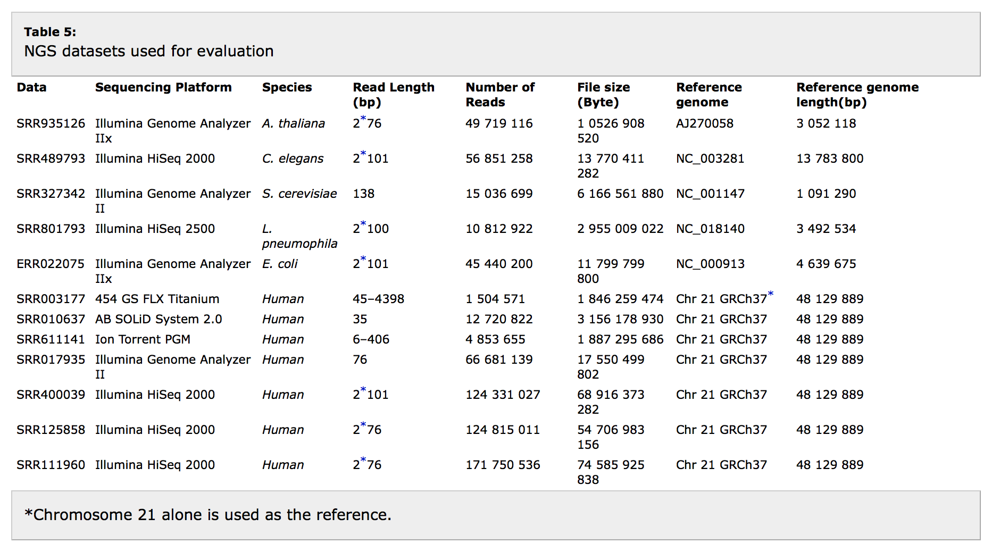 Table 5:
NGS datasets used for evaluation
Data Sequencing Platform Species Read Length (bp) Number of Reads File size (Byte) Reference genome Reference genome length(bp)
SRR935126 Illumina Genome Analyzer IIx A. thaliana 2*76 49 719 116 1 0526 908 520 AJ270058 3 052 118
SRR489793 Illumina HiSeq 2000 C. elegans 2*101 56 851 258 13 770 411 282 NC_003281 13 783 800
SRR327342 Illumina Genome Analyzer II S. cerevisiae 138 15 036 699 6 166 561 880 NC_001147 1 091 290
SRR801793 Illumina HiSeq 2500 L. pneumophila 2*100 10 812 922 2 955 009 022 NC_018140 3 492 534
ERR022075 Illumina Genome Analyzer IIx E. coli 2*101 45 440 200 11 799 799 800 NC_000913 4 639 675
SRR003177 454 GS FLX Titanium Human 45–4398 1 504 571 1 846 259 474 Chr 21 GRCh37* 48 129 889
SRR010637 AB SOLiD System 2.0 Human 35 12 720 822 3 156 178 930 Chr 21 GRCh37 48 129 889
SRR611141 Ion Torrent PGM Human 6–406 4 853 655 1 887 295 686 Chr 21 GRCh37 48 129 889
SRR017935 Illumina Genome Analyzer II Human 76 66 681 139 17 550 499 802 Chr 21 GRCh37 48 129 889
SRR400039 Illumina HiSeq 2000 Human 2*101 124 331 027 68 916 373 282 Chr 21 GRCh37 48 129 889
SRR125858 Illumina HiSeq 2000 Human 2*76 124 815 011 54 706 983 156 Chr 21 GRCh37 48 129 889
SRR111960 Illumina HiSeq 2000 Human 2*76 171 750 536 74 585 925 838 Chr 21 GRCh37 48 129 889
*Chromosome 21 alone is used as the reference.